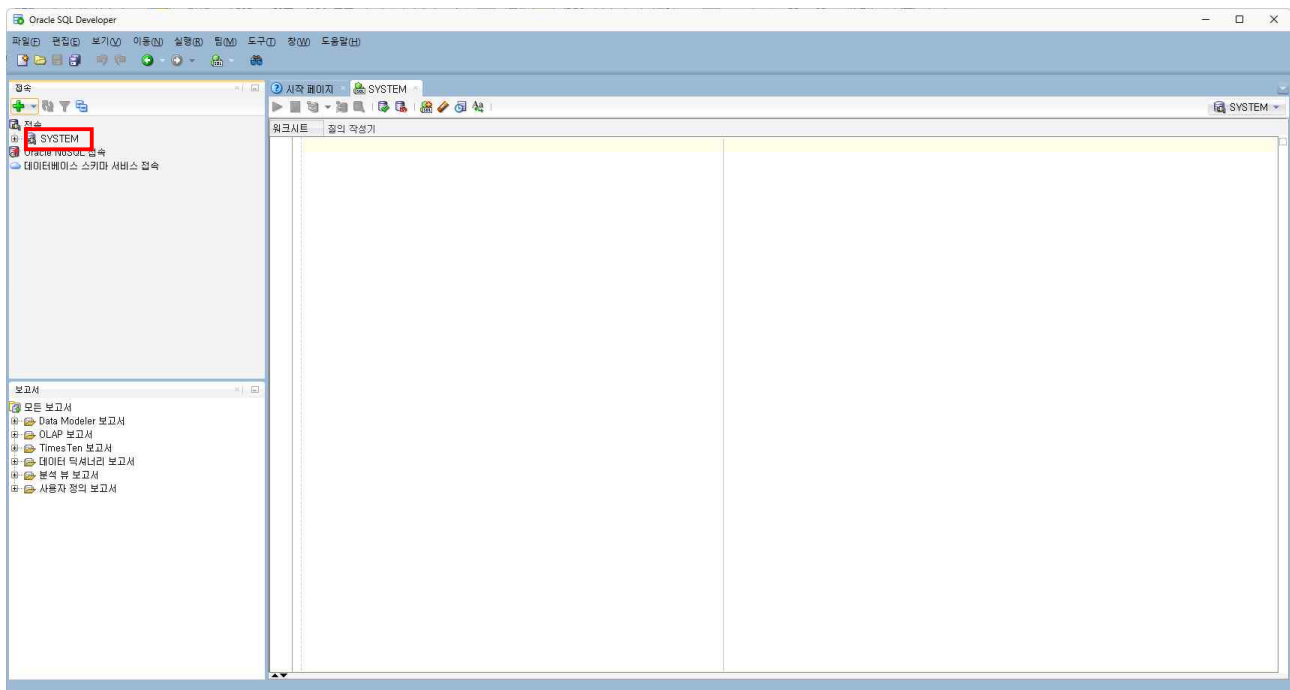 Oracle SQL Developer
파일(F) 편집(E) 보기(V) 이동(N) 실행(R) 팀(M) 도구(T) 창(W) 도움말(H)
접속
접속
SYSTEM
Oracle NoSQL 접속
데이터베이스 스키마 서비스 접속
보고서
모든 보고서
Data Modeler 보고서
OLAP 보고서
TimesTen 보고서
데이터 딕셔너리 보고서
분석 뷰 보고서
사용자 정의 보고서
시작 페이지 SYSTEM
SYSTEM
워크시트 질의 작성기